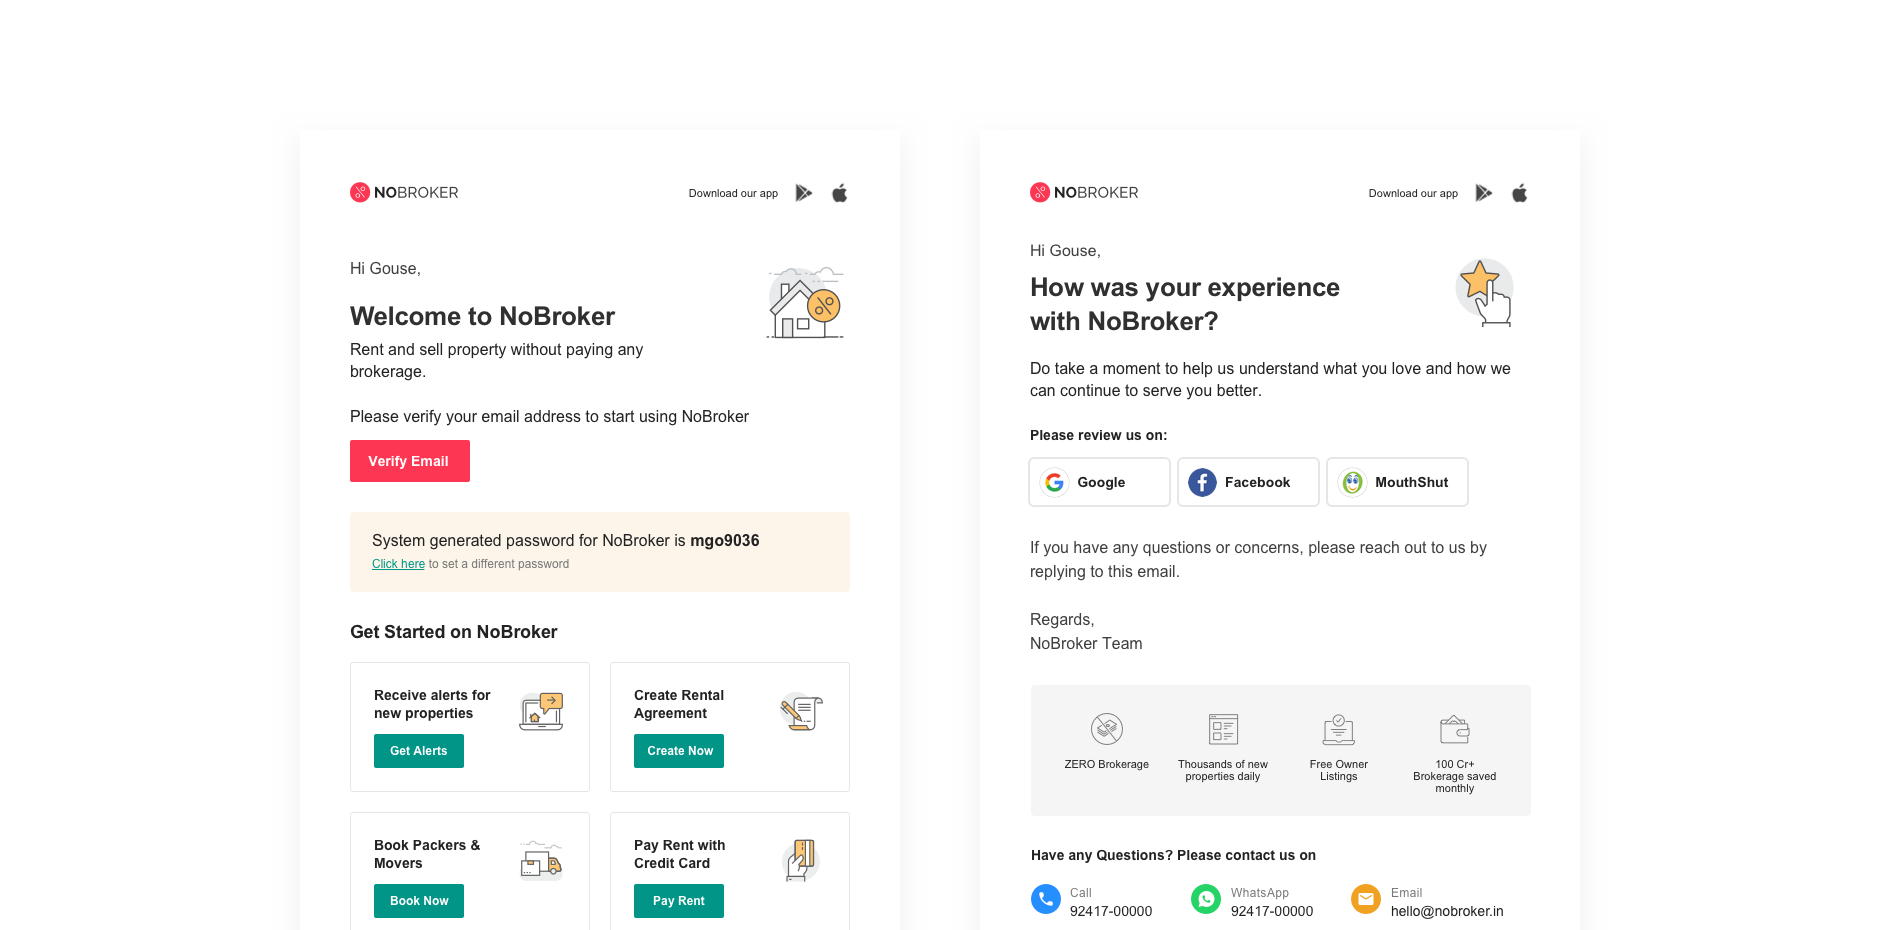 NOBROKER
Download our app
Hi Gouse,
Welcome to NoBroker
Rent and sell property without paying any
brokerage.
Please verify your email address to start using NoBroker
Verify Email
System generated password for NoBroker is mgo9036
Click here to set a different password
Get Started on NoBroker
Receive alerts for
new properties
Get Alerts
Create Rental
Agreement
Create Now
Book Packers &
Movers
Book Now
Pay Rent with
Credit Card
Pay Rent
NOBROKER
Download our app
Hi Gouse,
How was your experience
with NoBroker?
Do take a moment to help us understand what you love and how we
can continue to serve you better.
Please review us on:
Google
Facebook
MouthShut
If you have any questions or concerns, please reach out to us by
replying to this email.
Regards,
NoBroker Team
ZERO Brokerage
Thousands of new
properties daily
Free Owner
Listings
100 Cr+
Brokerage saved
monthly
Have any Questions? Please contact us on
Call
92417-00000
WhatsApp
92417-00000
Email
hello@nobroker.in